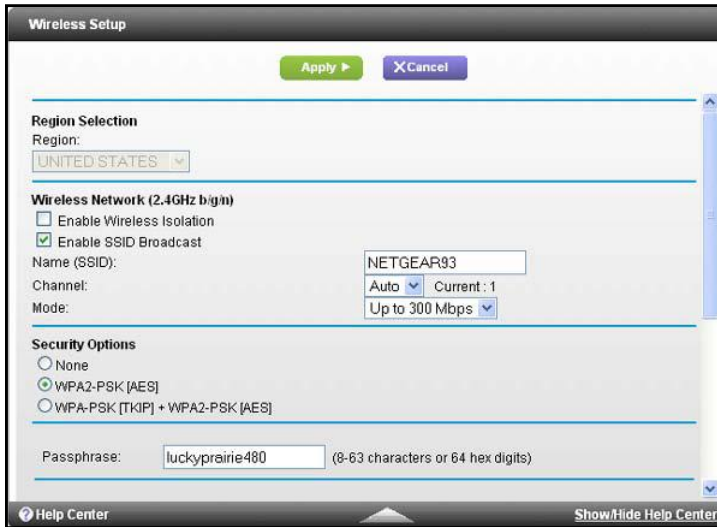 Wireless Setup
Apply
Cancel
Region Selection
Region:
UNITED STATES
Wireless Network (2.4GHz b/g/n)
Enable Wireless Isolation
Enable SSID Broadcast
Name (SSID): NETGEAR93
Channel: Auto Current : 1
Mode: Up to 300 Mbps
Security Options
None
WPA2-PSK [AES]
WPA-PSK [TKIP] + WPA2-PSK [AES]
Passphrase: luckyprairie480 (8-63 characters or 64 hex digits)
Help Center Show/Hide Help Center